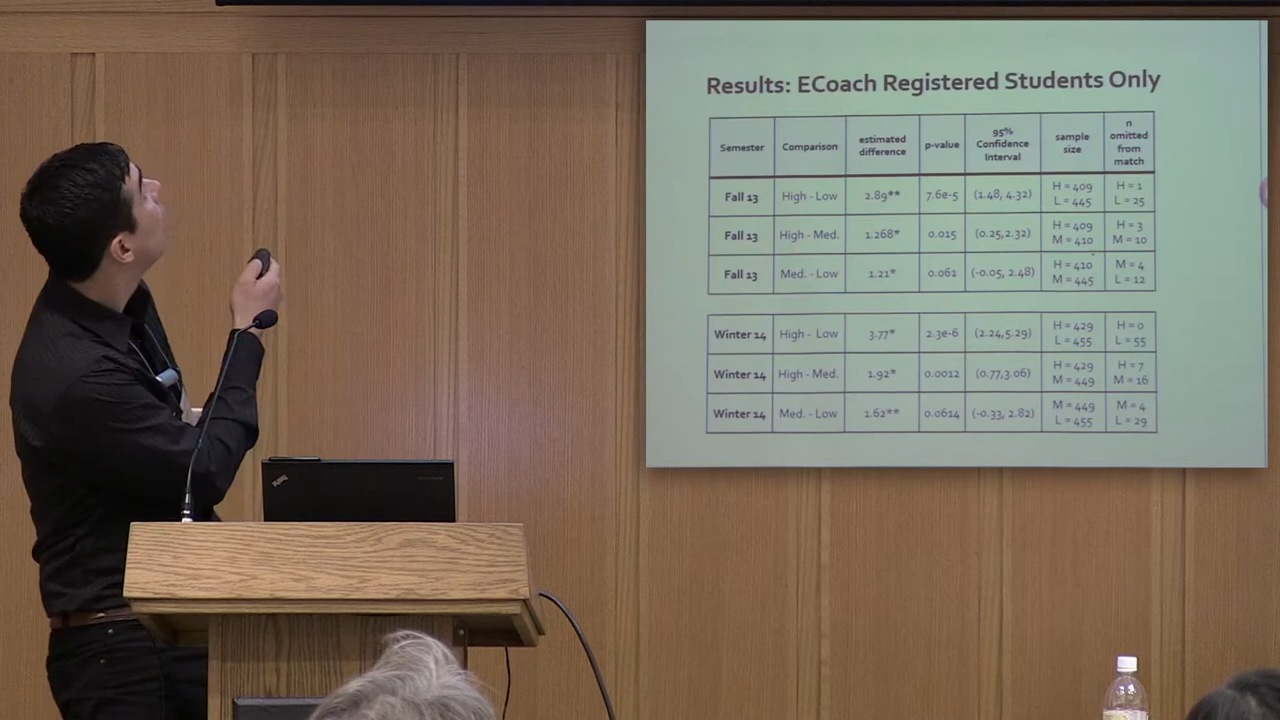 Results: ECoach Registered Students Only
Semester Comparison estimated difference p-value 95% Confidence Interval sample size n omitted from match
Fall 13 High - Low 2.89** 7.6e-5 (1.48, 4.32) H = 409 L = 445 H = 1 L = 25
Fall 13 High - Med. 1.268* 0.015 (0.25,2.32) H = 409 M = 410 H = 3 M = 10
Fall 13 Med. - Low 1.21* 0.061 (-0.05, 2.48) H = 410 M = 445 M = 4 L = 12
Winter 14 High - Low 3.77* 2.3e-6 (2.24,5.29) H = 429 L = 455 H = 0 L = 55
Winter 14 High - Med. 1.92* 0.0012 (0.77,3.06) H = 429 M = 449 H = 7 M = 16
Winter 14 Med. - Low 1.62** 0.0614 (-0.33, 2.82) M = 449 L = 455 M = 4 L = 29